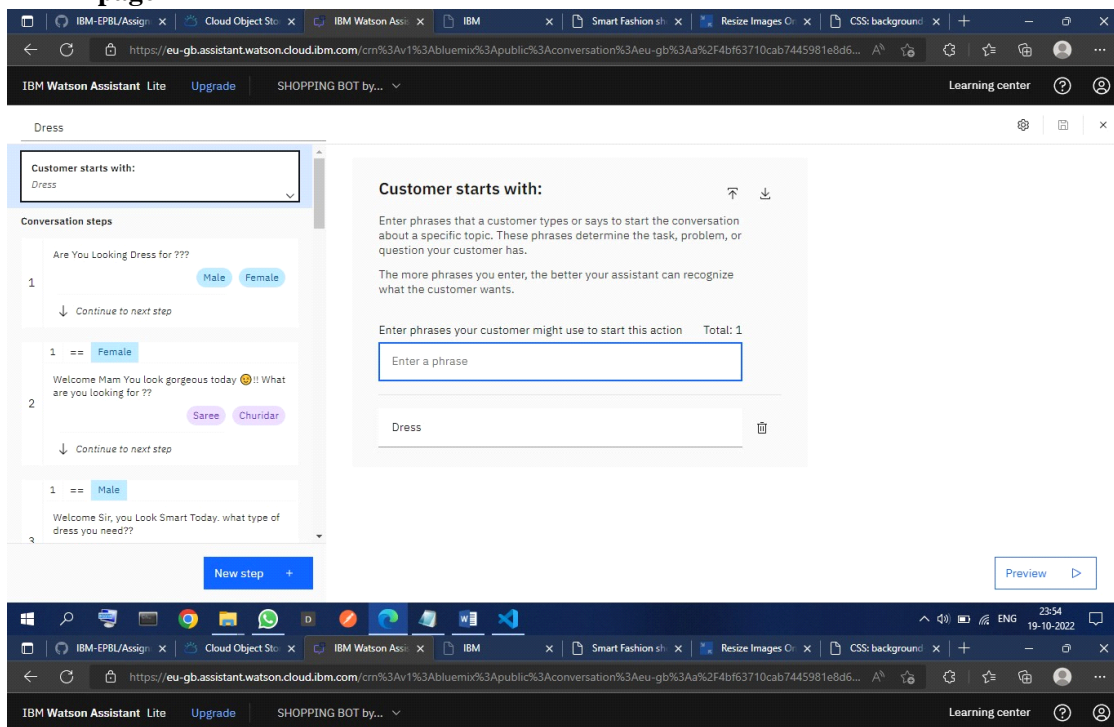 IBM-EPBL/Assign
Cloud Object Sto
IBM Watson Assis
IBM
Smart Fashion sh
Resize Images On
CSS: background
https://eu-gb.assistant.watson.cloud.ibm.com/crn%3Av1%3Abluemix%3Apublic%3Aconversation%3Aeu-gb%3Aa%2F4bf63710cab7445981e8d6...
IBM Watson Assistant Lite Upgrade SHOPPING BOT by... Learning center
Dress
Customer starts with:
Dress
Conversation steps
1
Are You Looking Dress for ???
Male Female
Continue to next step
1 == Female
2
Welcome Mam You look gorgeous today 😉!! What
are you looking for ??
Saree Churidar
Continue to next step
1 == Male
Welcome Sir, you Look Smart Today. what type of
dress you need??
3
New step +
Customer starts with:
Enter phrases that a customer types or says to start the conversation
about a specific topic. These phrases determine the task, problem, or
question your customer has.
The more phrases you enter, the better your assistant can recognize
what the customer wants.
Enter phrases your customer might use to start this action Total: 1
Enter a phrase
Dress
Preview
ENG
23:54
19-10-2022
IBM-EPBL/Assign
Cloud Object Sto
IBM Watson Assis
IBM
Smart Fashion sh
Resize Images On
CSS: background
https://eu-gb.assistant.watson.cloud.ibm.com/crn%3Av1%3Abluemix%3Apublic%3Aconversation%3Aeu-gb%3Aa%2F4bf63710cab7445981e8d6...
IBM Watson Assistant Lite Upgrade SHOPPING BOT by... Learning center